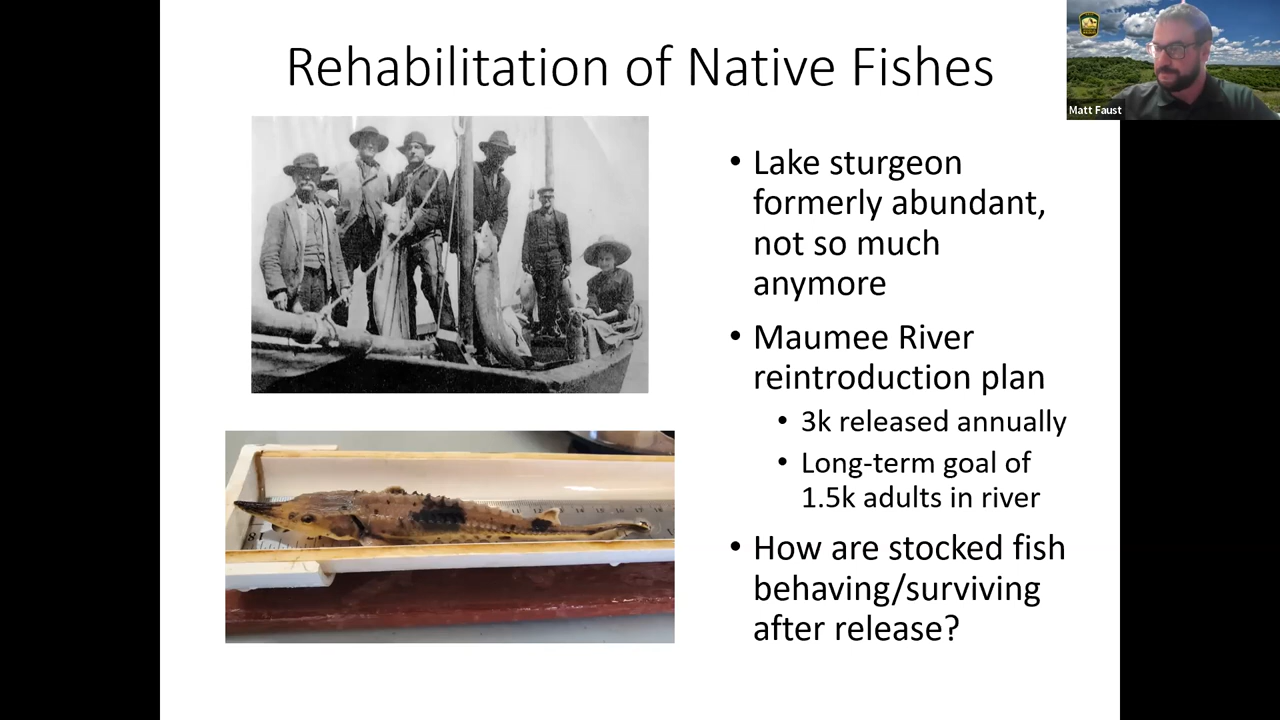 Rehabilitation of Native Fishes
Matt Faust
• Lake sturgeon
formerly abundant,
not so much
anymore
• Maumee River
reintroduction plan
• 3k released annually
• Long-term goal of
1.5k adults in river
• How are stocked fish
behaving/surviving
after release?